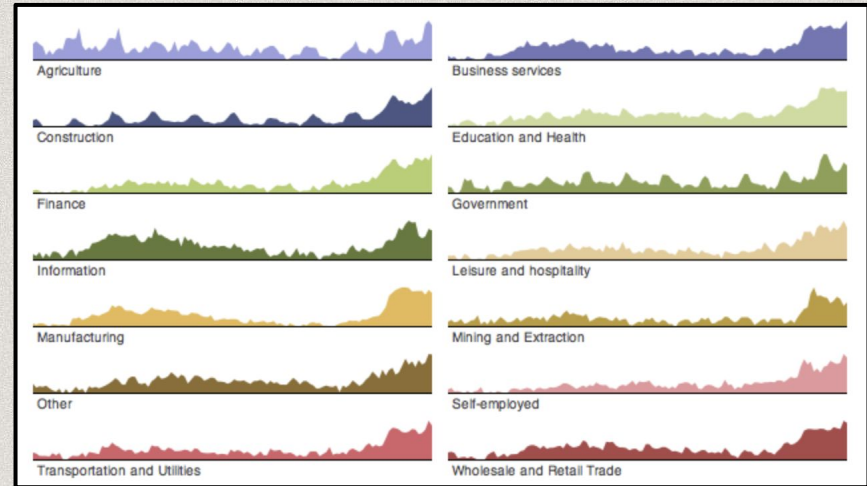 Agriculture
Business services
Construction
Education and Health
Finance
Government
Information
Leisure and hospitality
Manufacturing
Mining and Extraction
Other
Self-employed
Transportation and Utilities
Wholesale and Retail Trade